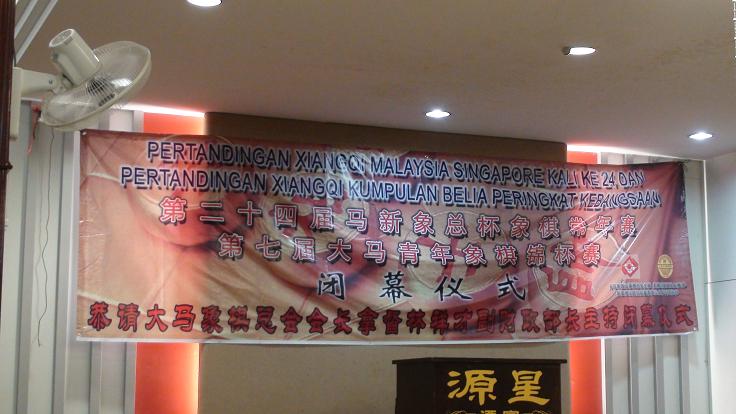 PERTANDINGAN XIANGQI MALAYSIA SINGAPORE KALI KE 24 DAN
PERTANDINGAN XIANGQI KUMPULAN BELIA PERINGKAT KEBANGSAAN
第二十四届马新象总杯象棋常年赛
第七届大马青年象棋锦杯赛
闭幕仪式
恭请大马象棋总会会长拿督林祥才副财政部长主持闭幕仪式
源星